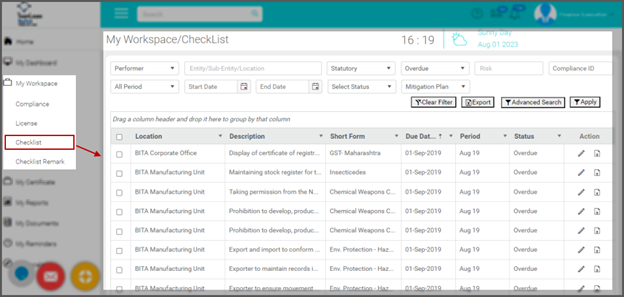 TeamLease
Search
Finance Executive
Home
My Dashboard
My Workspace
Compliance
License
Checklist
Checklist Remark
My Certificate
My Reports
My Documents
My Reminders
My Workspace/CheckList
16 : 19
Sunny Day
Aug 01 2023
Performer
Entity/Sub-Entity/Location
Statutory
Overdue
Risk
Compliance ID
All Period
Start Date
End Date
Select Status
Mitigation Plan
Clear Filter
Export
Advanced Search
Apply
Drag a column header and drop it here to group by that column
Location Description Short Form Due Dat... Period Status Action
BITA Corporate Office Display of certificate of registr... GST- Maharashtra 01-Sep-2019 Aug 19 Overdue
BITA Manufacturing Unit Maintaining stock register for t... Insecticedes 01-Sep-2019 Aug 19 Overdue
BITA Manufacturing Unit Taking permission from the N... Chemical Weapons C... 01-Sep-2019 Aug 19 Overdue
BITA Manufacturing Unit Prohibition to develop, produc... Chemical Weapons C... 01-Sep-2019 Aug 19 Overdue
BITA Manufacturing Unit Prohibition to develop, produc... Chemical Weapons C... 01-Sep-2019 Aug 19 Overdue
BITA Manufacturing Unit Export and import to conform ... Env. Protection - Haz... 01-Sep-2019 Aug 19 Overdue
BITA Manufacturing Unit Exporter to maintain records i... Env. Protection - Haz... 01-Sep-2019 Aug 19 Overdue
BITA Manufacturing Unit Exporter to ensure movement ... Env. Protection - Haz... 01-Sep-2019 Aug 19 Overdue